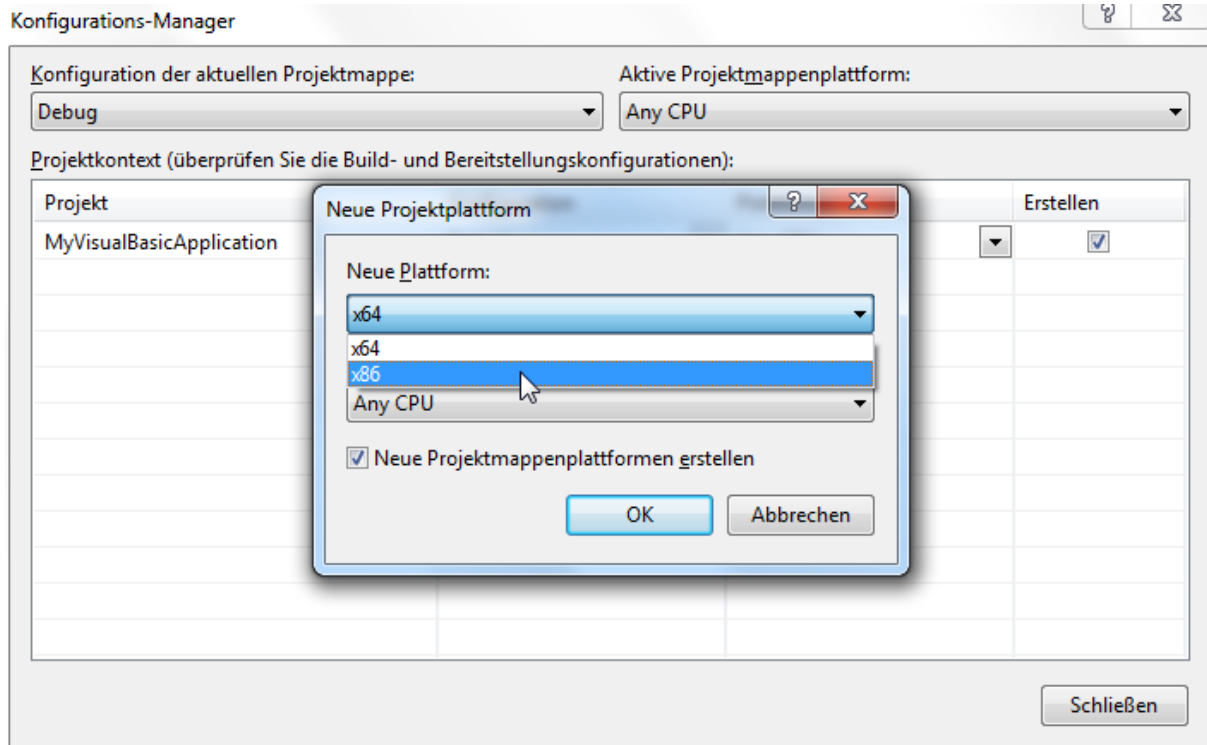 Konfigurations-Manager
Konfiguration der aktuellen Projektmappe:
Aktive Projektmappenplattform:
Debug
Any CPU
Projektkontext (überprüfen Sie die Build- und Bereitstellungskonfigurationen):
Projekt
Erstellen
MyVisualBasicApplication
Neue Projektplattform
Neue Plattform:
x64
x64
x86
Any CPU
Neue Projektmappenplattformen erstellen
OK
Abbrechen
Schließen